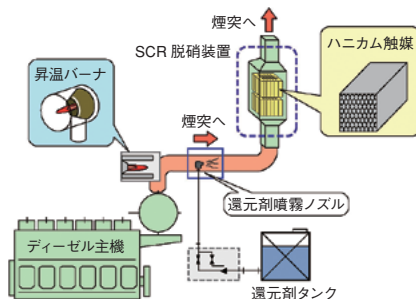 煙突へ
SCR 脱硝装置
ハニカム触媒
昇温バーナ
煙突へ
還元剤噴霧ノズル
ディーゼル主機
還元剤タンク